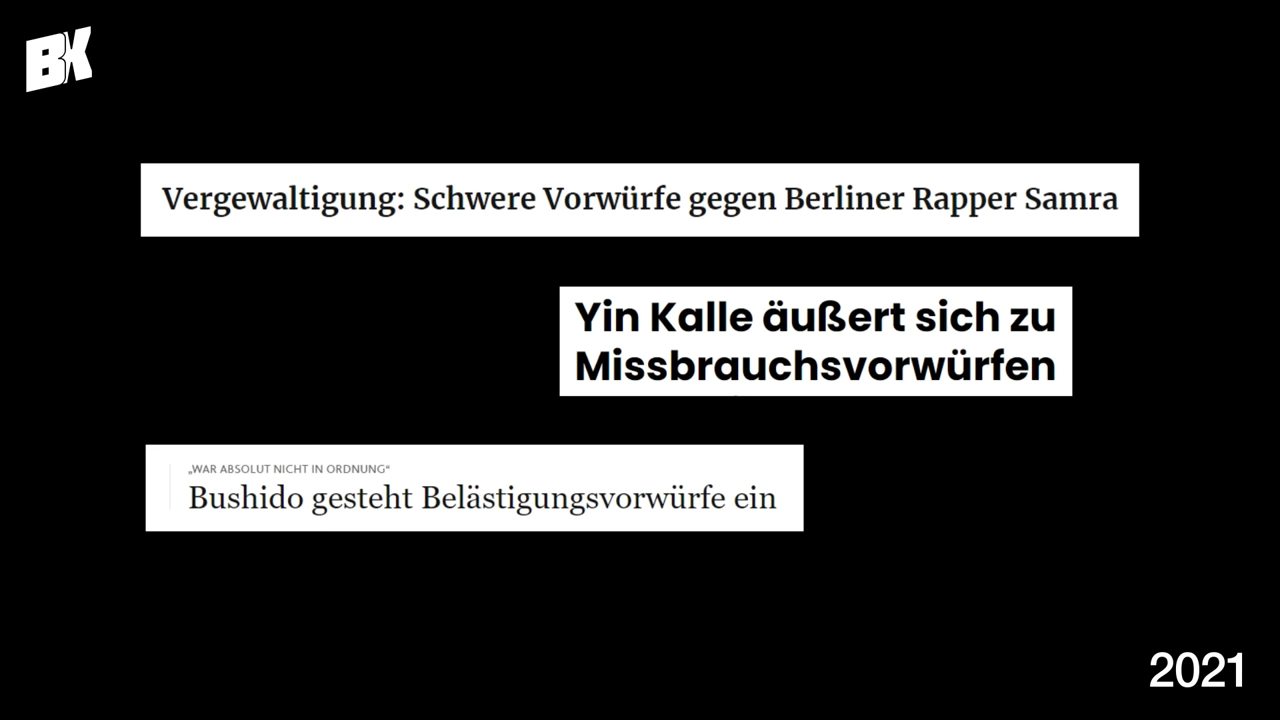 BK
Vergewaltigung: Schwere Vorwürfe gegen Berliner Rapper Samra
Yin Kalle äußert sich zu
Missbrauchsvorwürfen
„WAR ABSOLUT NICHT IN ORDNUNG“
Bushido gesteht Belästigungsvorwürfe ein
2021